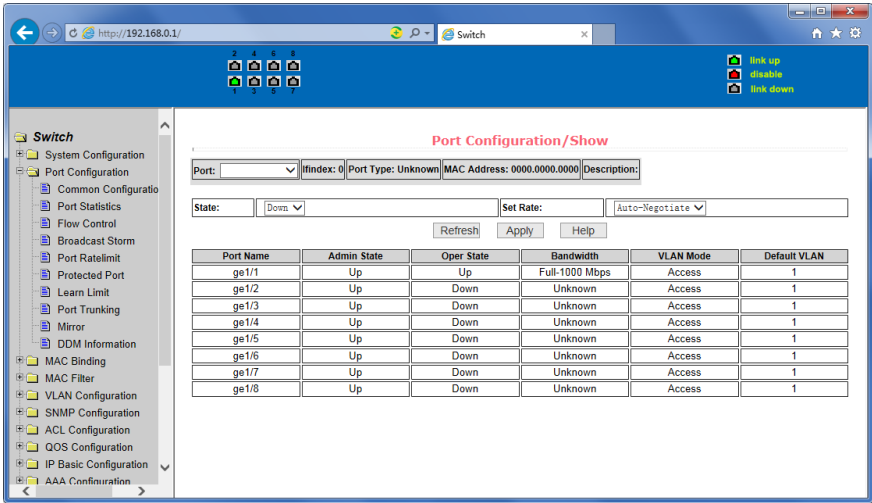 http://192.168.0.1/
Switch
2 4 6 8
1 3 5 7
link up
disable
link down
Switch
System Configuration
Port Configuration
Common Configuratio
Port Statistics
Flow Control
Broadcast Storm
Port Ratelimit
Protected Port
Learn Limit
Port Trunking
Mirror
DDM Information
MAC Binding
MAC Filter
VLAN Configuration
SNMP Configuration
ACL Configuration
QOS Configuration
IP Basic Configuration
AAA Configuration
Port Configuration/Show
Port: Ifindex: 0 Port Type: Unknown MAC Address: 0000.0000.0000 Description:
State: Down Set Rate: Auto-Negotiate
Refresh Apply Help
Port Name Admin State Oper State Bandwidth VLAN Mode Default VLAN
ge1/1 Up Up Full-1000 Mbps Access 1
ge1/2 Up Down Unknown Access 1
ge1/3 Up Down Unknown Access 1
ge1/4 Up Down Unknown Access 1
ge1/5 Up Down Unknown Access 1
ge1/6 Up Down Unknown Access 1
ge1/7 Up Down Unknown Access 1
ge1/8 Up Down Unknown Access 1